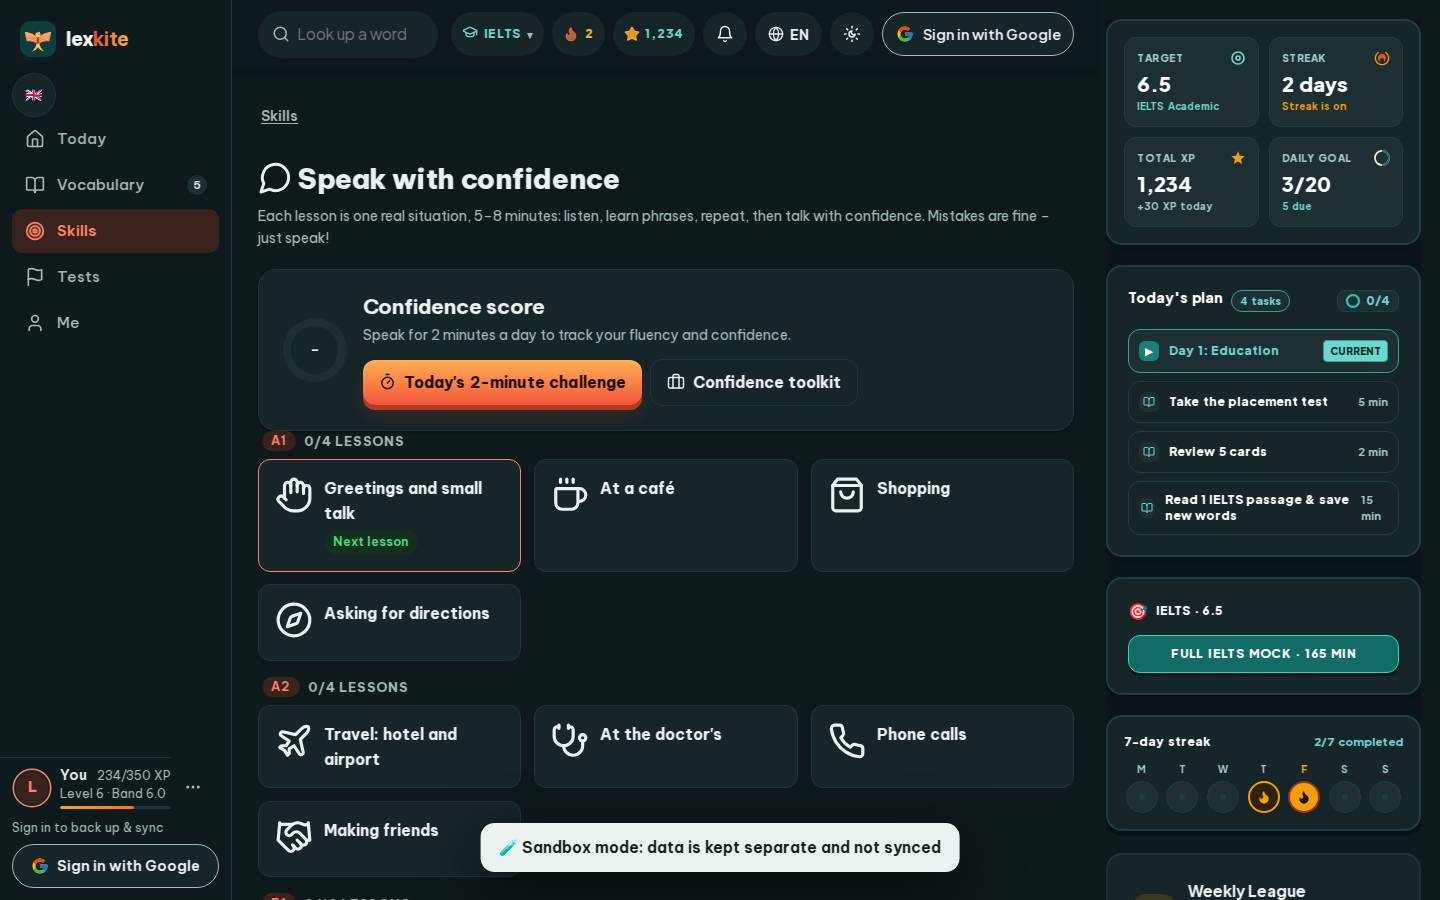 lexkite
Look up a word
IELTS ▾
2
1,234
EN
Sign in with Google
Today
Vocabulary
5
Skills
Tests
Me
L
You
234/350 XP
Level 6 · Band 6.0
Sign in to back up & sync
Sign in with Google
Skills
Speak with confidence
Each lesson is one real situation, 5–8 minutes: listen, learn phrases, repeat, then talk with confidence. Mistakes are fine –
just speak!
–
Confidence score
Speak for 2 minutes a day to track your fluency and confidence.
Today's 2-minute challenge
Confidence toolkit
A1 0/4 LESSONS
Greetings and small
talk
Next lesson
At a café
Shopping
Asking for directions
A2 0/4 LESSONS
Travel: hotel and
airport
At the doctor's
Phone calls
Making friends
🧪 Sandbox mode: data is kept separate and not synced
TARGET
6.5
IELTS Academic
STREAK
2 days
Streak is on
TOTAL XP
1,234
+30 XP today
DAILY GOAL
3/20
5 due
Today's plan
4 tasks
0/4
Day 1: Education
CURRENT
Take the placement test
5 min
Review 5 cards
2 min
Read 1 IELTS passage & save
new words
15
min
🎯 IELTS · 6.5
FULL IELTS MOCK · 165 MIN
7-day streak
2/7 completed
M T W T F S S
Weekly League